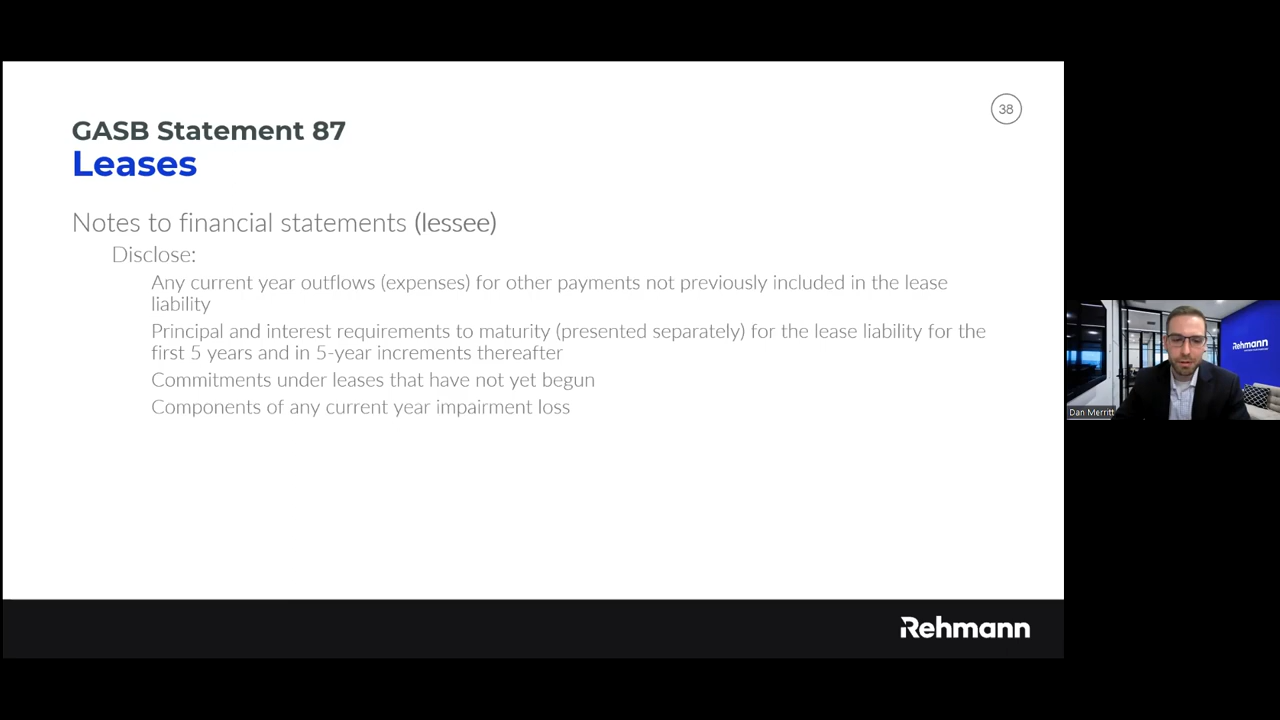 38
GASB Statement 87
Leases
Notes to financial statements (lessee)
Disclose:
Any current year outflows (expenses) for other payments not previously included in the lease
liability
Principal and interest requirements to maturity (presented separately) for the lease liability for the
first 5 years and in 5-year increments thereafter
Commitments under leases that have not yet begun
Components of any current year impairment loss
Rehmann
Rehmann
Dan Merritt